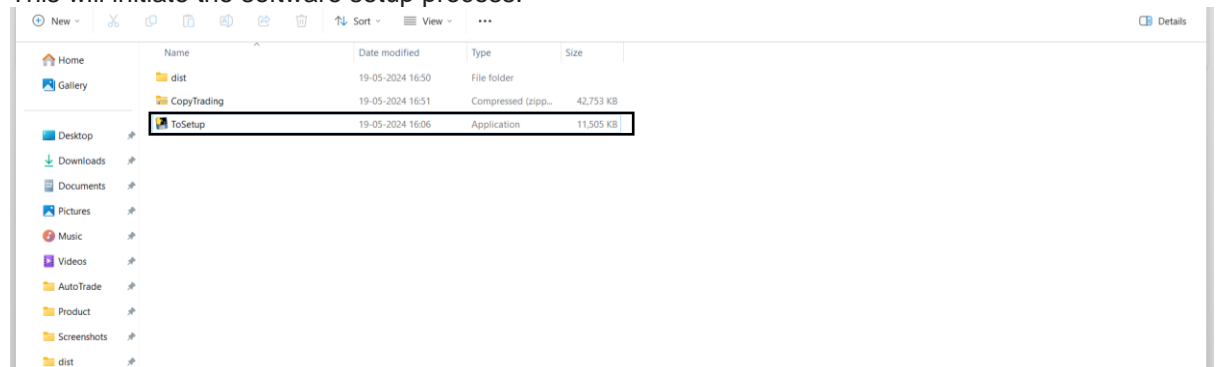 This will initiate the software setup process.
New Sort View ... Details
Name Date modified Type Size
Home
Gallery
dist 19-05-2024 16:50 File folder
CopyTrading 19-05-2024 16:51 Compressed (zipp... 42,753 KB
ToSetup 19-05-2024 16:06 Application 11,505 KB
Desktop
Downloads
Documents
Pictures
Music
Videos
AutoTrade
Product
Screenshots
dist